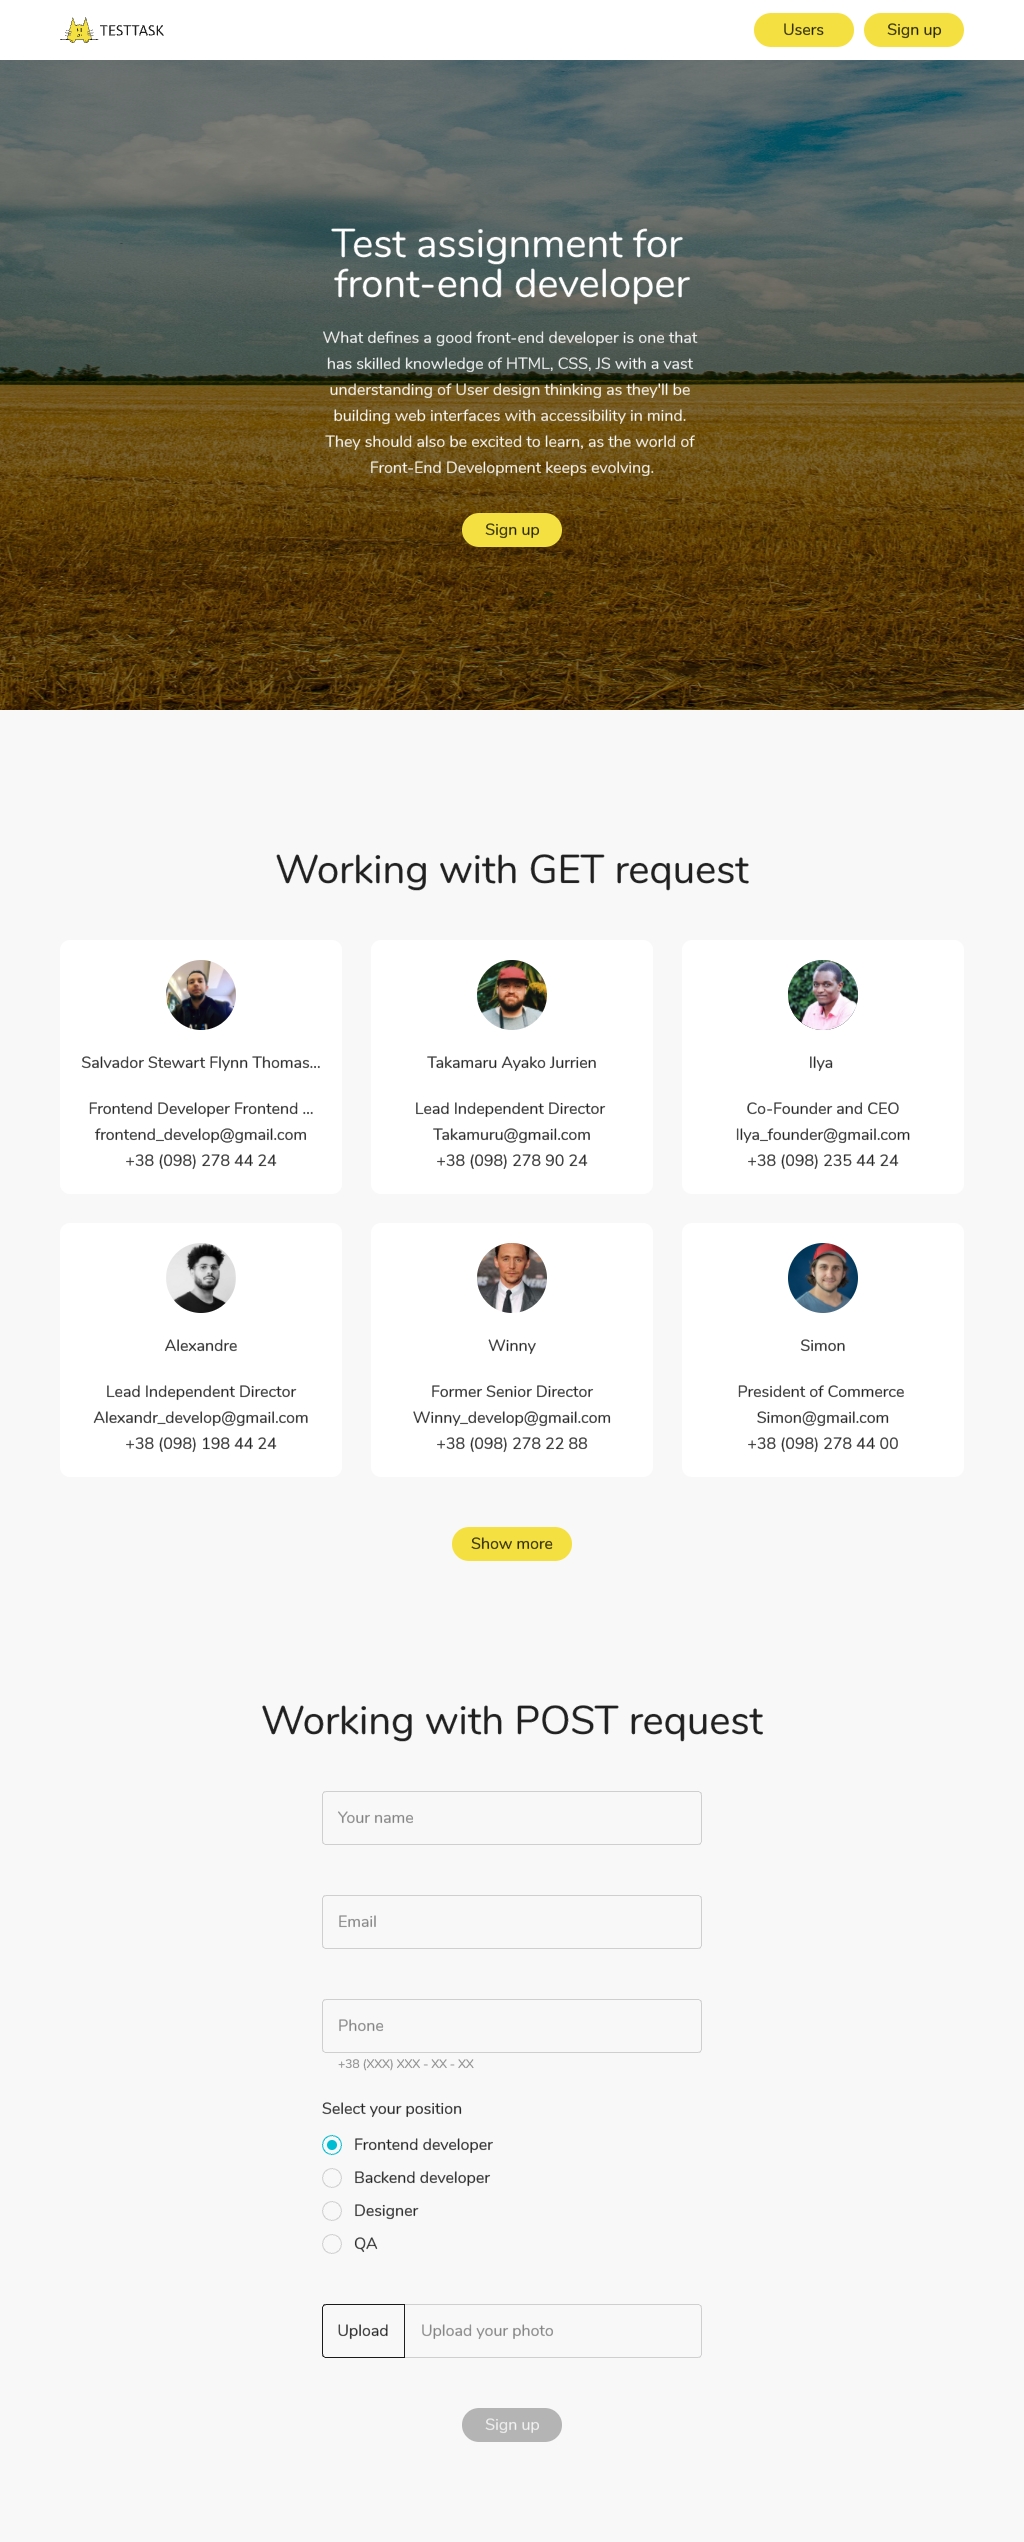 TESTTASK
Users
Sign up
Test assignment for
front-end developer
What defines a good front-end developer is one that
has skilled knowledge of HTML, CSS, JS with a vast
understanding of User design thinking as they'll be
building web interfaces with accessibility in mind.
They should also be excited to learn, as the world of
Front-End Development keeps evolving.
Sign up
Working with GET request
Salvador Stewart Flynn Thomas...
Frontend Developer Frontend ...
frontend_develop@gmail.com
+38 (098) 278 44 24
Takamaru Ayako Jurrien
Lead Independent Director
Takamuru@gmail.com
+38 (098) 278 90 24
Ilya
Co-Founder and CEO
Ilya_founder@gmail.com
+38 (098) 235 44 24
Alexandre
Lead Independent Director
Alexandr_develop@gmail.com
+38 (098) 198 44 24
Winny
Former Senior Director
Winny_develop@gmail.com
+38 (098) 278 22 88
Simon
President of Commerce
Simon@gmail.com
+38 (098) 278 44 00
Show more
Working with POST request
Your name
Email
Phone
+38 (XXX) XXX - XX - XX
Select your position
Frontend developer
Backend developer
Designer
QA
Upload
Upload your photo
Sign up